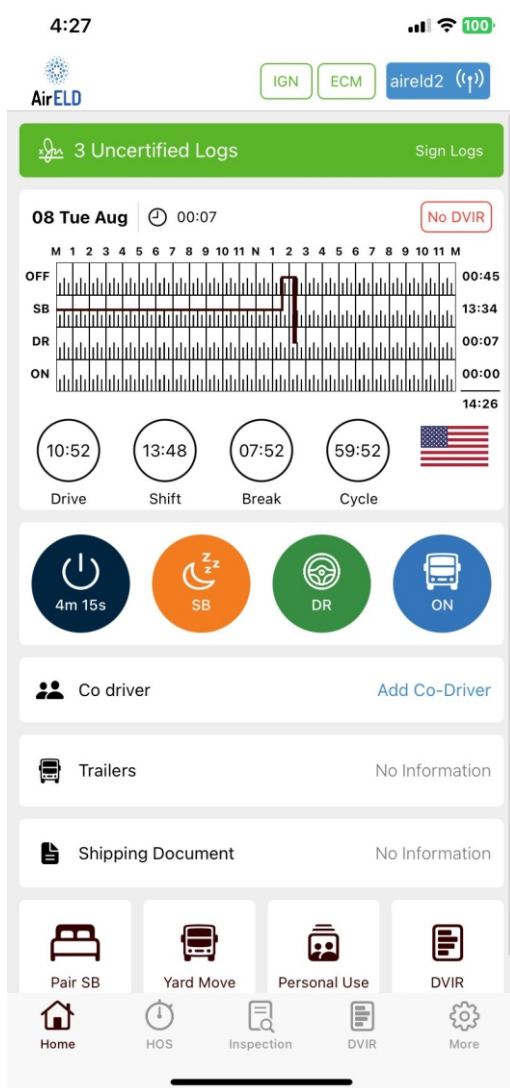 4:27
100
AirELD
IGN
ECM
aireld2
3 Uncertified Logs
Sign Logs
08 Tue Aug
00:07
No DVIR
M 1 2 3 4 5 6 7 8 9 10 11 N 1 2 3 4 5 6 7 8 9 10 11 M
OFF 00:45
SB 13:34
DR 00:07
ON 00:00
14:26
10:52 13:48 07:52 59:52
Drive Shift Break Cycle
z z z
4m 15s SB DR ON
Co driver Add Co-Driver
Trailers No Information
Shipping Document No Information
Pair SB Yard Move Personal Use DVIR
Home HOS Inspection DVIR More